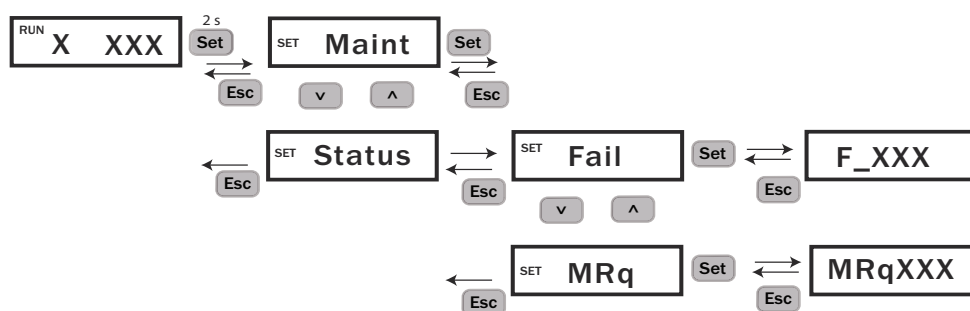 2 s
RUN X XXX Set SET Maint Set
Esc v ^ Esc
SET Status SET Fail Set F_XXX
Esc Esc Esc
v ^
SET MRq Set MRqXXX
Esc Esc